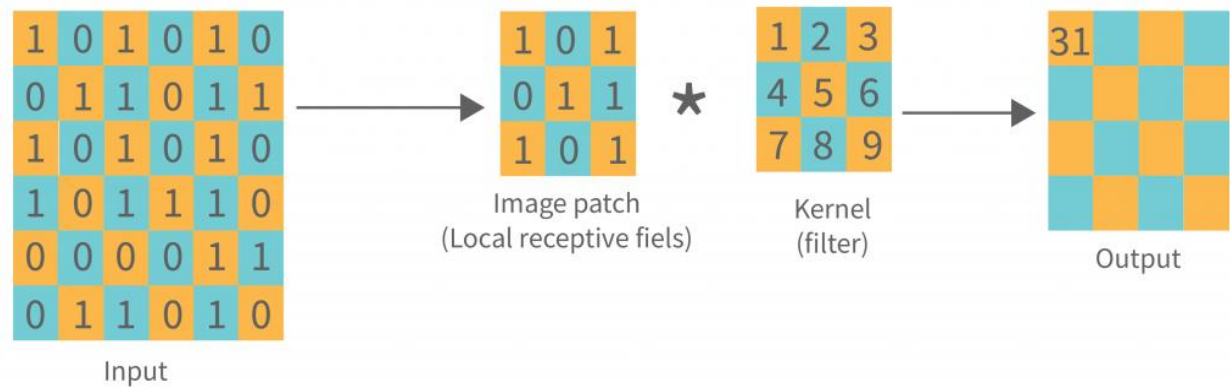 1 0 1 0 1 0
0 1 1 0 1 1
1 0 1 0 1 0
1 0 1 1 1 0
0 0 0 0 1 1
0 1 1 0 1 0
Input
1 0 1
0 1 1
1 0 1
Image patch
(Local receptive fiels)
*
1 2 3
4 5 6
7 8 9
Kernel
(filter)
31
Output